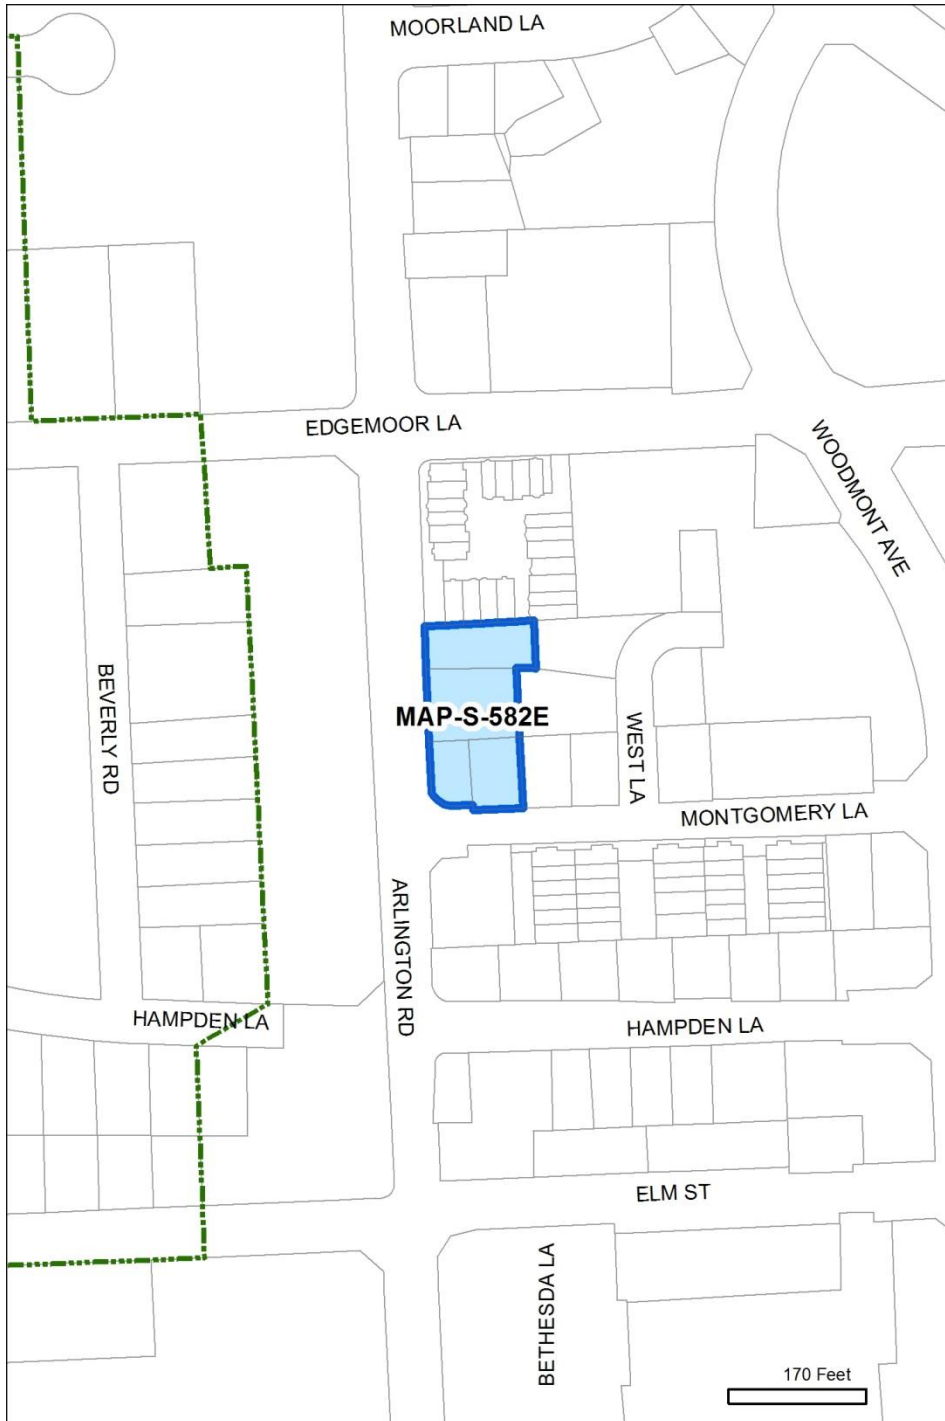 MOORLAND LA
EDGEMOOR LA
WOODMONT AVE
BEVERLY RD
MAP-S-582E
WEST LA
MONTGOMERY LA
ARLINGTON RD
HAMPDEN LA
HAMPDEN LA
ELM ST
BETHESDA LA
170 Feet